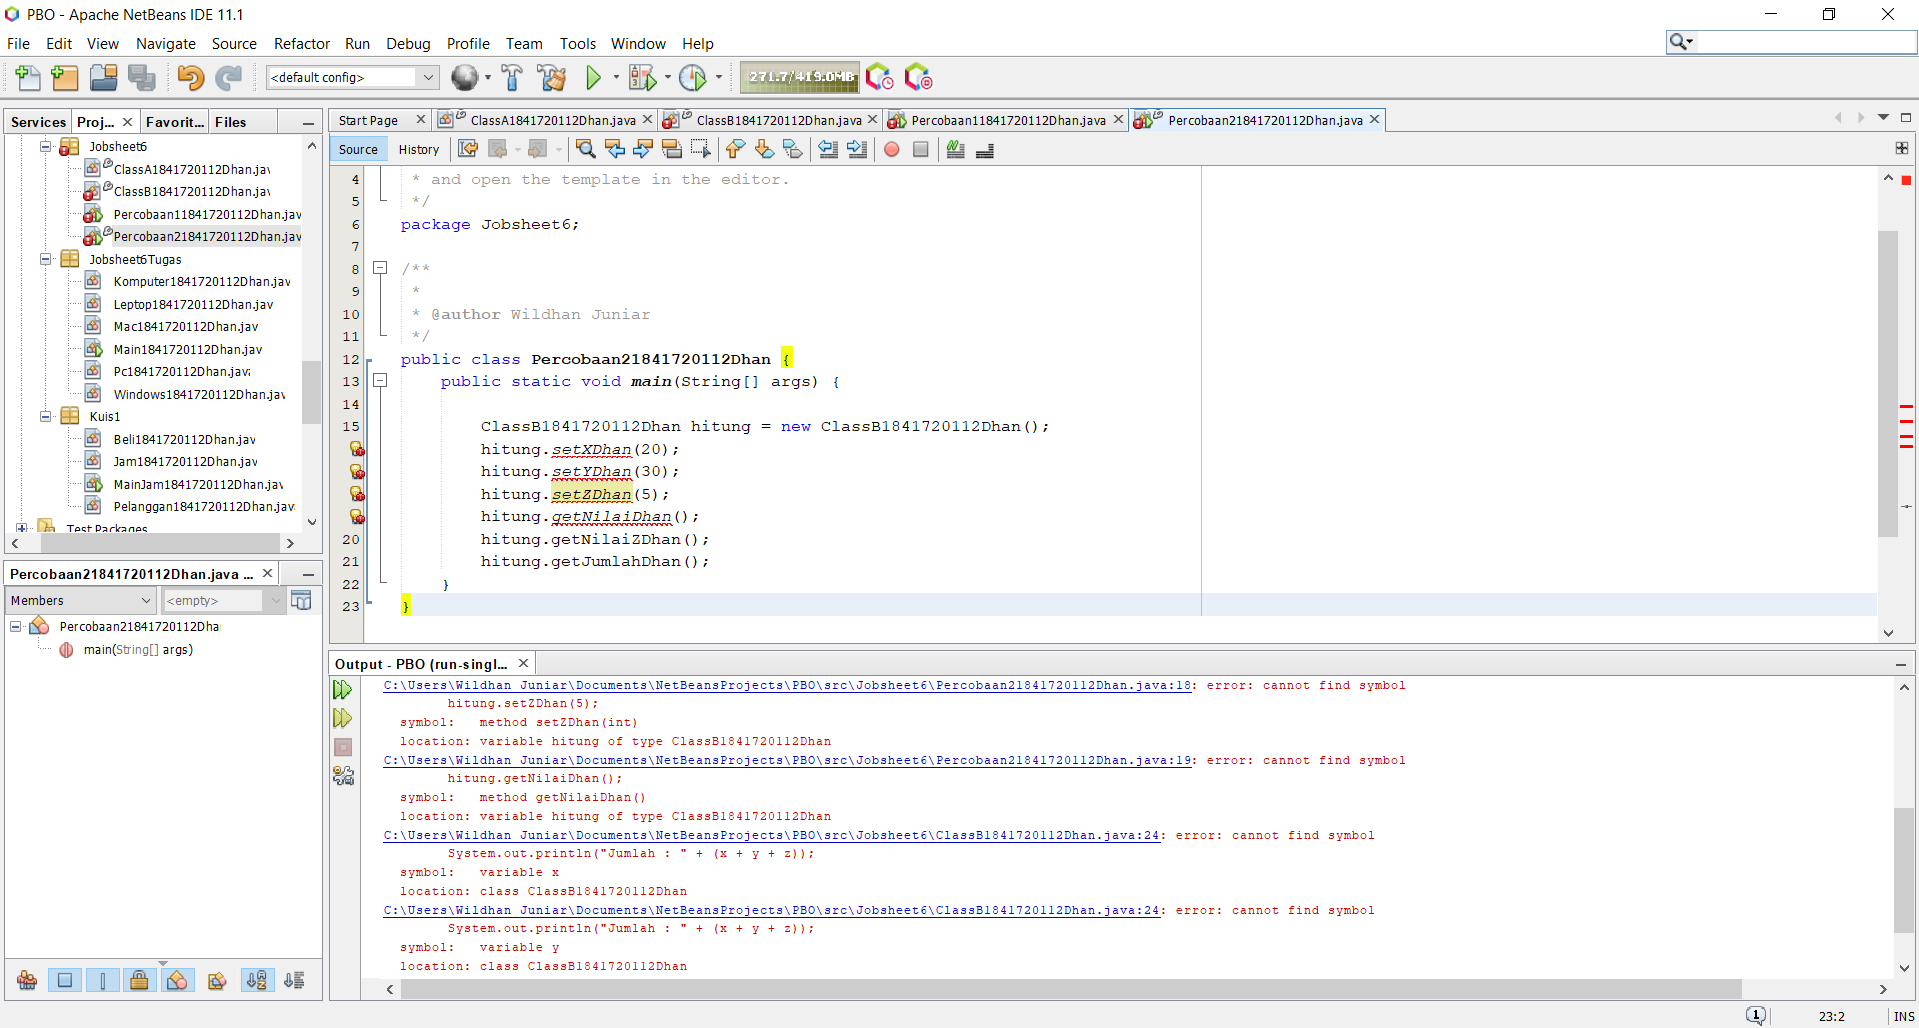 PBO - Apache NetBeans IDE 11.1
File Edit View Navigate Source Refactor Run Debug Profile Team Tools Window Help
<default config>
271.7/419.0MB
Services Proj... Favorit... Files
Jobsheet6
ClassA1841720112Dhan.jav
ClassB1841720112Dhan.jav
Percobaan11841720112Dhan.jav
Percobaan21841720112Dhan.jav
Jobsheet6Tugas
Komputer1841720112Dhan.jav
Leptop1841720112Dhan.jav
Mac1841720112Dhan.jav
Main1841720112Dhan.jav
Pc1841720112Dhan.java
Windows1841720112Dhan.jav
Kuis1
Beli1841720112Dhan.jav
Jam1841720112Dhan.jav
MainJam1841720112Dhan.jav
Pelanggan1841720112Dhan.jav
Test Packages
Percobaan21841720112Dhan.java ...
Members <empty>
Percobaan21841720112Dha
main(String[] args)
Start Page ClassA1841720112Dhan.java ClassB1841720112Dhan.java Percobaan11841720112Dhan.java Percobaan21841720112Dhan.java
Source History
4 * and open the template in the editor.
5 */
6 package Jobsheet6;
7
8 /**
9 *
10 * @author Wildhan Juniar
11 */
12 public class Percobaan21841720112Dhan {
13 public static void main(String[] args) {
14
15 ClassB1841720112Dhan hitung = new ClassB1841720112Dhan();
hitung.setXDhan(20);
hitung.setYDhan(30);
hitung.setZDhan(5);
hitung.getNilaiDhan();
20 hitung.getNilaiZDhan();
21 hitung.getJumlahDhan();
22 }
23 }
Output - PBO (run-singl...
C:\Users\Wildhan Juniar\Documents\NetBeansProjects\PBO\src\Jobsheet6\Percobaan21841720112Dhan.java:18: error: cannot find symbol
hitung.setZDhan(5);
symbol: method setZDhan(int)
location: variable hitung of type ClassB1841720112Dhan
C:\Users\Wildhan Juniar\Documents\NetBeansProjects\PBO\src\Jobsheet6\Percobaan21841720112Dhan.java:19: error: cannot find symbol
hitung.getNilaiDhan();
symbol: method getNilaiDhan()
location: variable hitung of type ClassB1841720112Dhan
C:\Users\Wildhan Juniar\Documents\NetBeansProjects\PBO\src\Jobsheet6\ClassB1841720112Dhan.java:24: error: cannot find symbol
System.out.println("Jumlah : " + (x + y + z));
symbol: variable x
location: class ClassB1841720112Dhan
C:\Users\Wildhan Juniar\Documents\NetBeansProjects\PBO\src\Jobsheet6\ClassB1841720112Dhan.java:24: error: cannot find symbol
System.out.println("Jumlah : " + (x + y + z));
symbol: variable y
location: class ClassB1841720112Dhan
1 23:2 INS